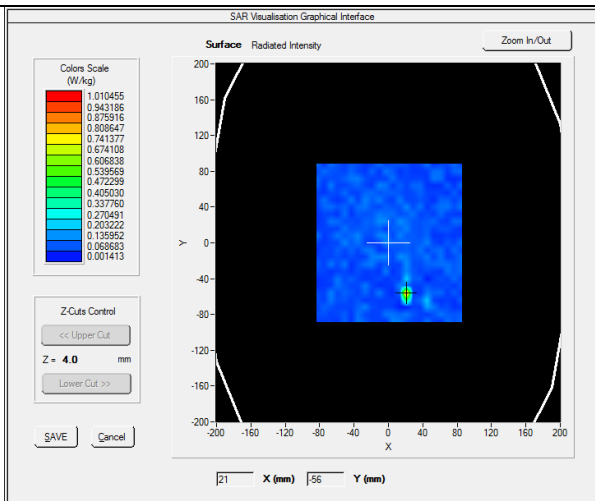 SAR Visualisation Graphical Interface
Surface Radiated Intensity
Zoom In/Out
Colors Scale
(W/kg)
1.010455
0.943186
0.875916
0.808647
0.741377
0.674108
0.606838
0.539569
0.472299
0.405030
0.337760
0.270491
0.203222
0.135952
0.068683
0.001413
Z-Cuts Control
<< Upper Cut
Z = 4.0 mm
Lower Cut >>
SAVE Cancel
200
160
120
80
40
0
-40
-80
-120
-160
-200
Y
-200 -160 -120 -80 -40 0 40 80 120 160 200
X
21 X (mm) -56 Y (mm)